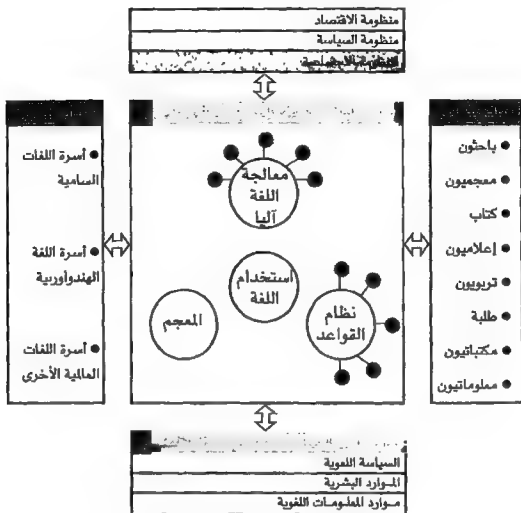 منظومة الاقتصاد
منظومة السياسة
باحثون
معجميون
كتاب
إعلاميون
تربويون
طلبة
مكتباتيون
معلوماتيون
معالجة
اللغة
آليا
استخدام
اللغة
نظام
القواعد
المعجم
أسرة اللغات
السامية
أسرة اللغة
الهندوأوربية
أسرة اللغات
العالمية الأخرى
السياسة اللغوية
الموارد البشرية
موارد المعلومات اللغوية